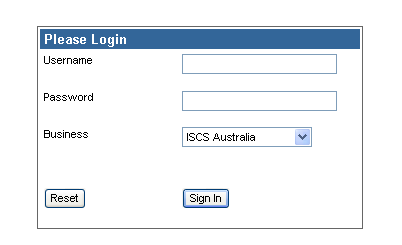 Please Login
Username
Password
Business
ISCS Australia
Reset
Sign In